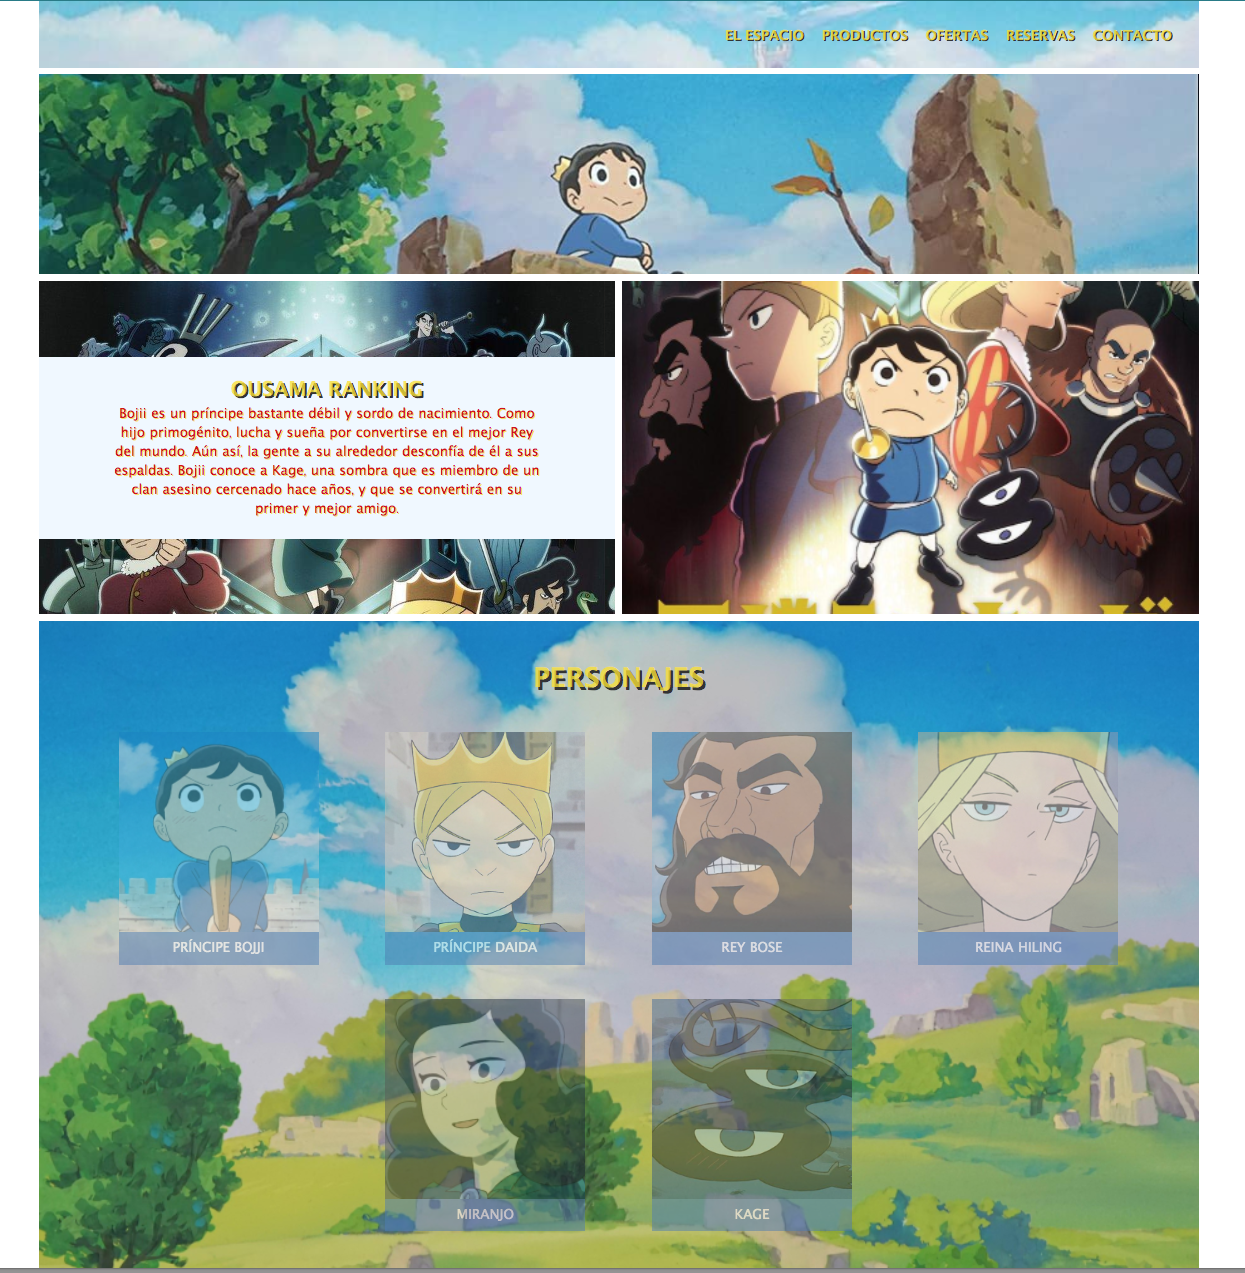 EL ESPACIO PRODUCTOS OFERTAS RESERVAS CONTACTO
OUSAMA RANKING
Bojii es un príncipe bastante débil y sordo de nacimiento. Como
hijo primogénito, lucha y sueña por convertirse en el mejor Rey
del mundo. Aún así, la gente a su alrededor desconfía de él a sus
espaldas. Bojii conoce a Kage, una sombra que es miembro de un
clan asesino cercenado hace años, y que se convertirá en su
primer y mejor amigo.
PERSONAJES
PRÍNCIPE BOJJI
PRÍNCIPE DAIDA
REY BOSE
REINA HILING
MIRANJO
KAGE